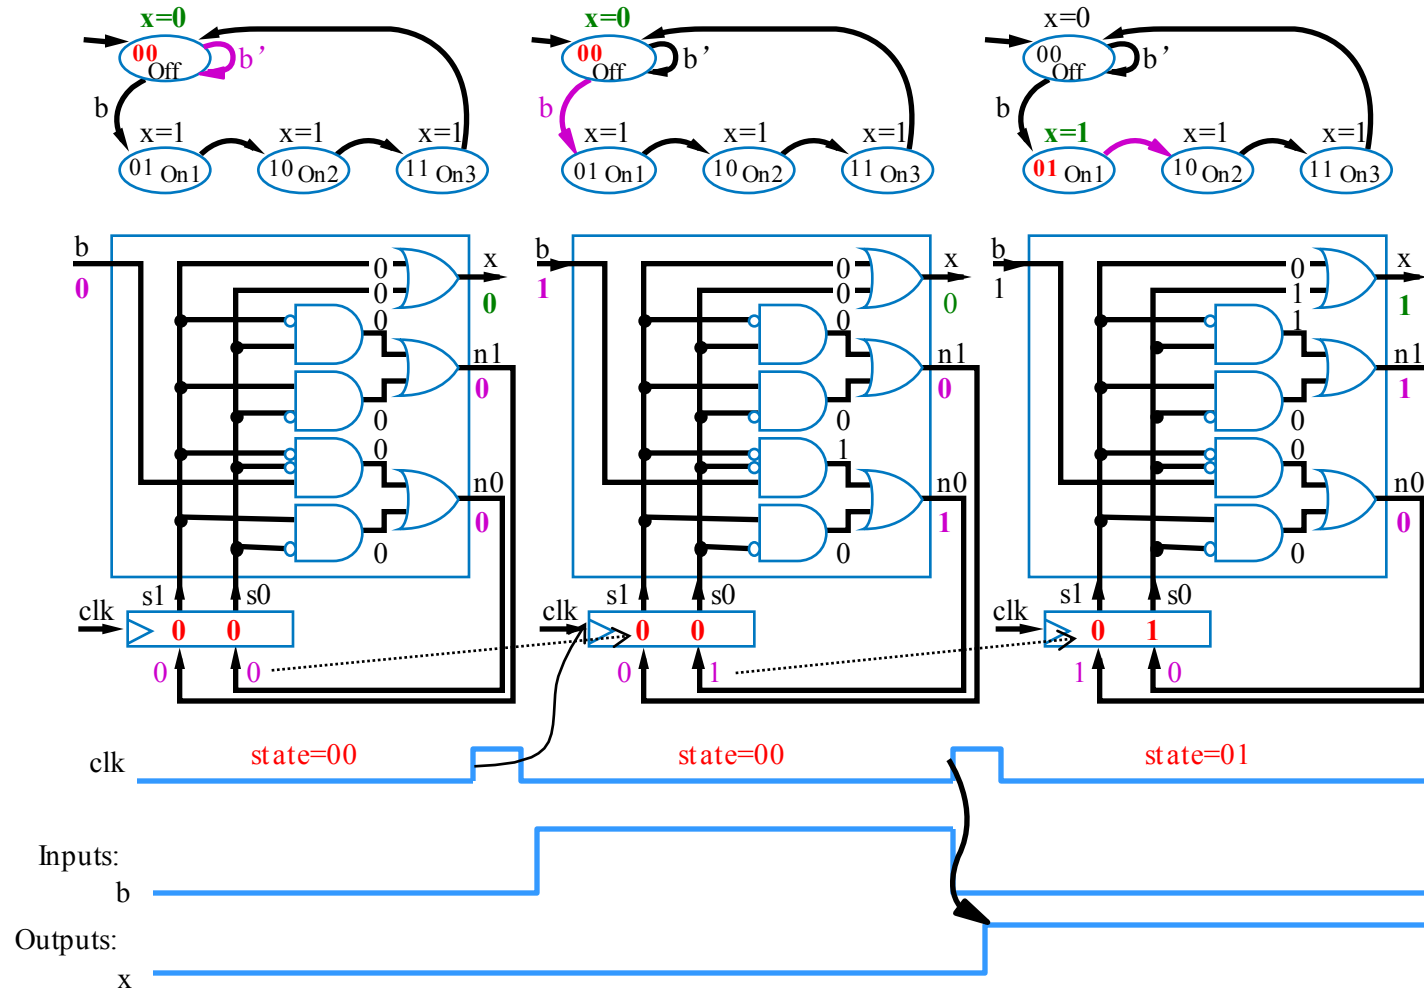 x=0 x=0 x=0
00 Off b’ 00 Off b’ 00 Off b’
b b b
x=1 x=1 x=1 x=1 x=1 x=1 x=1 x=1 x=1
01 On1 10 On2 11 On3 01 On1 10 On2 11 On3 01 On1 10 On2 11 On3
b x b x b x
0 0 0 1 0 0 1 0 1
0 0 1
0 0 1
n1 n1 n1
0 0 1
0 0 0
0 1 0
n0 n0 n0
0 1 0
0 0 0
s1 s0 s1 s0 s1 s0
clk 0 0 clk 0 0 clk 0 1
0 0 0 1 1 0
clk state=00 state=00 state=01
Inputs:
b
Outputs:
x